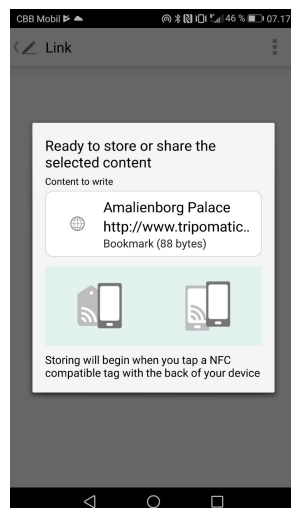 CBB Mobil 46 % 07.17
Link
Ready to store or share the
selected content
Content to write
Amalienborg Palace
http://www.tripomatic..
Bookmark (88 bytes)
Storing will begin when you tap a NFC
compatible tag with the back of your device